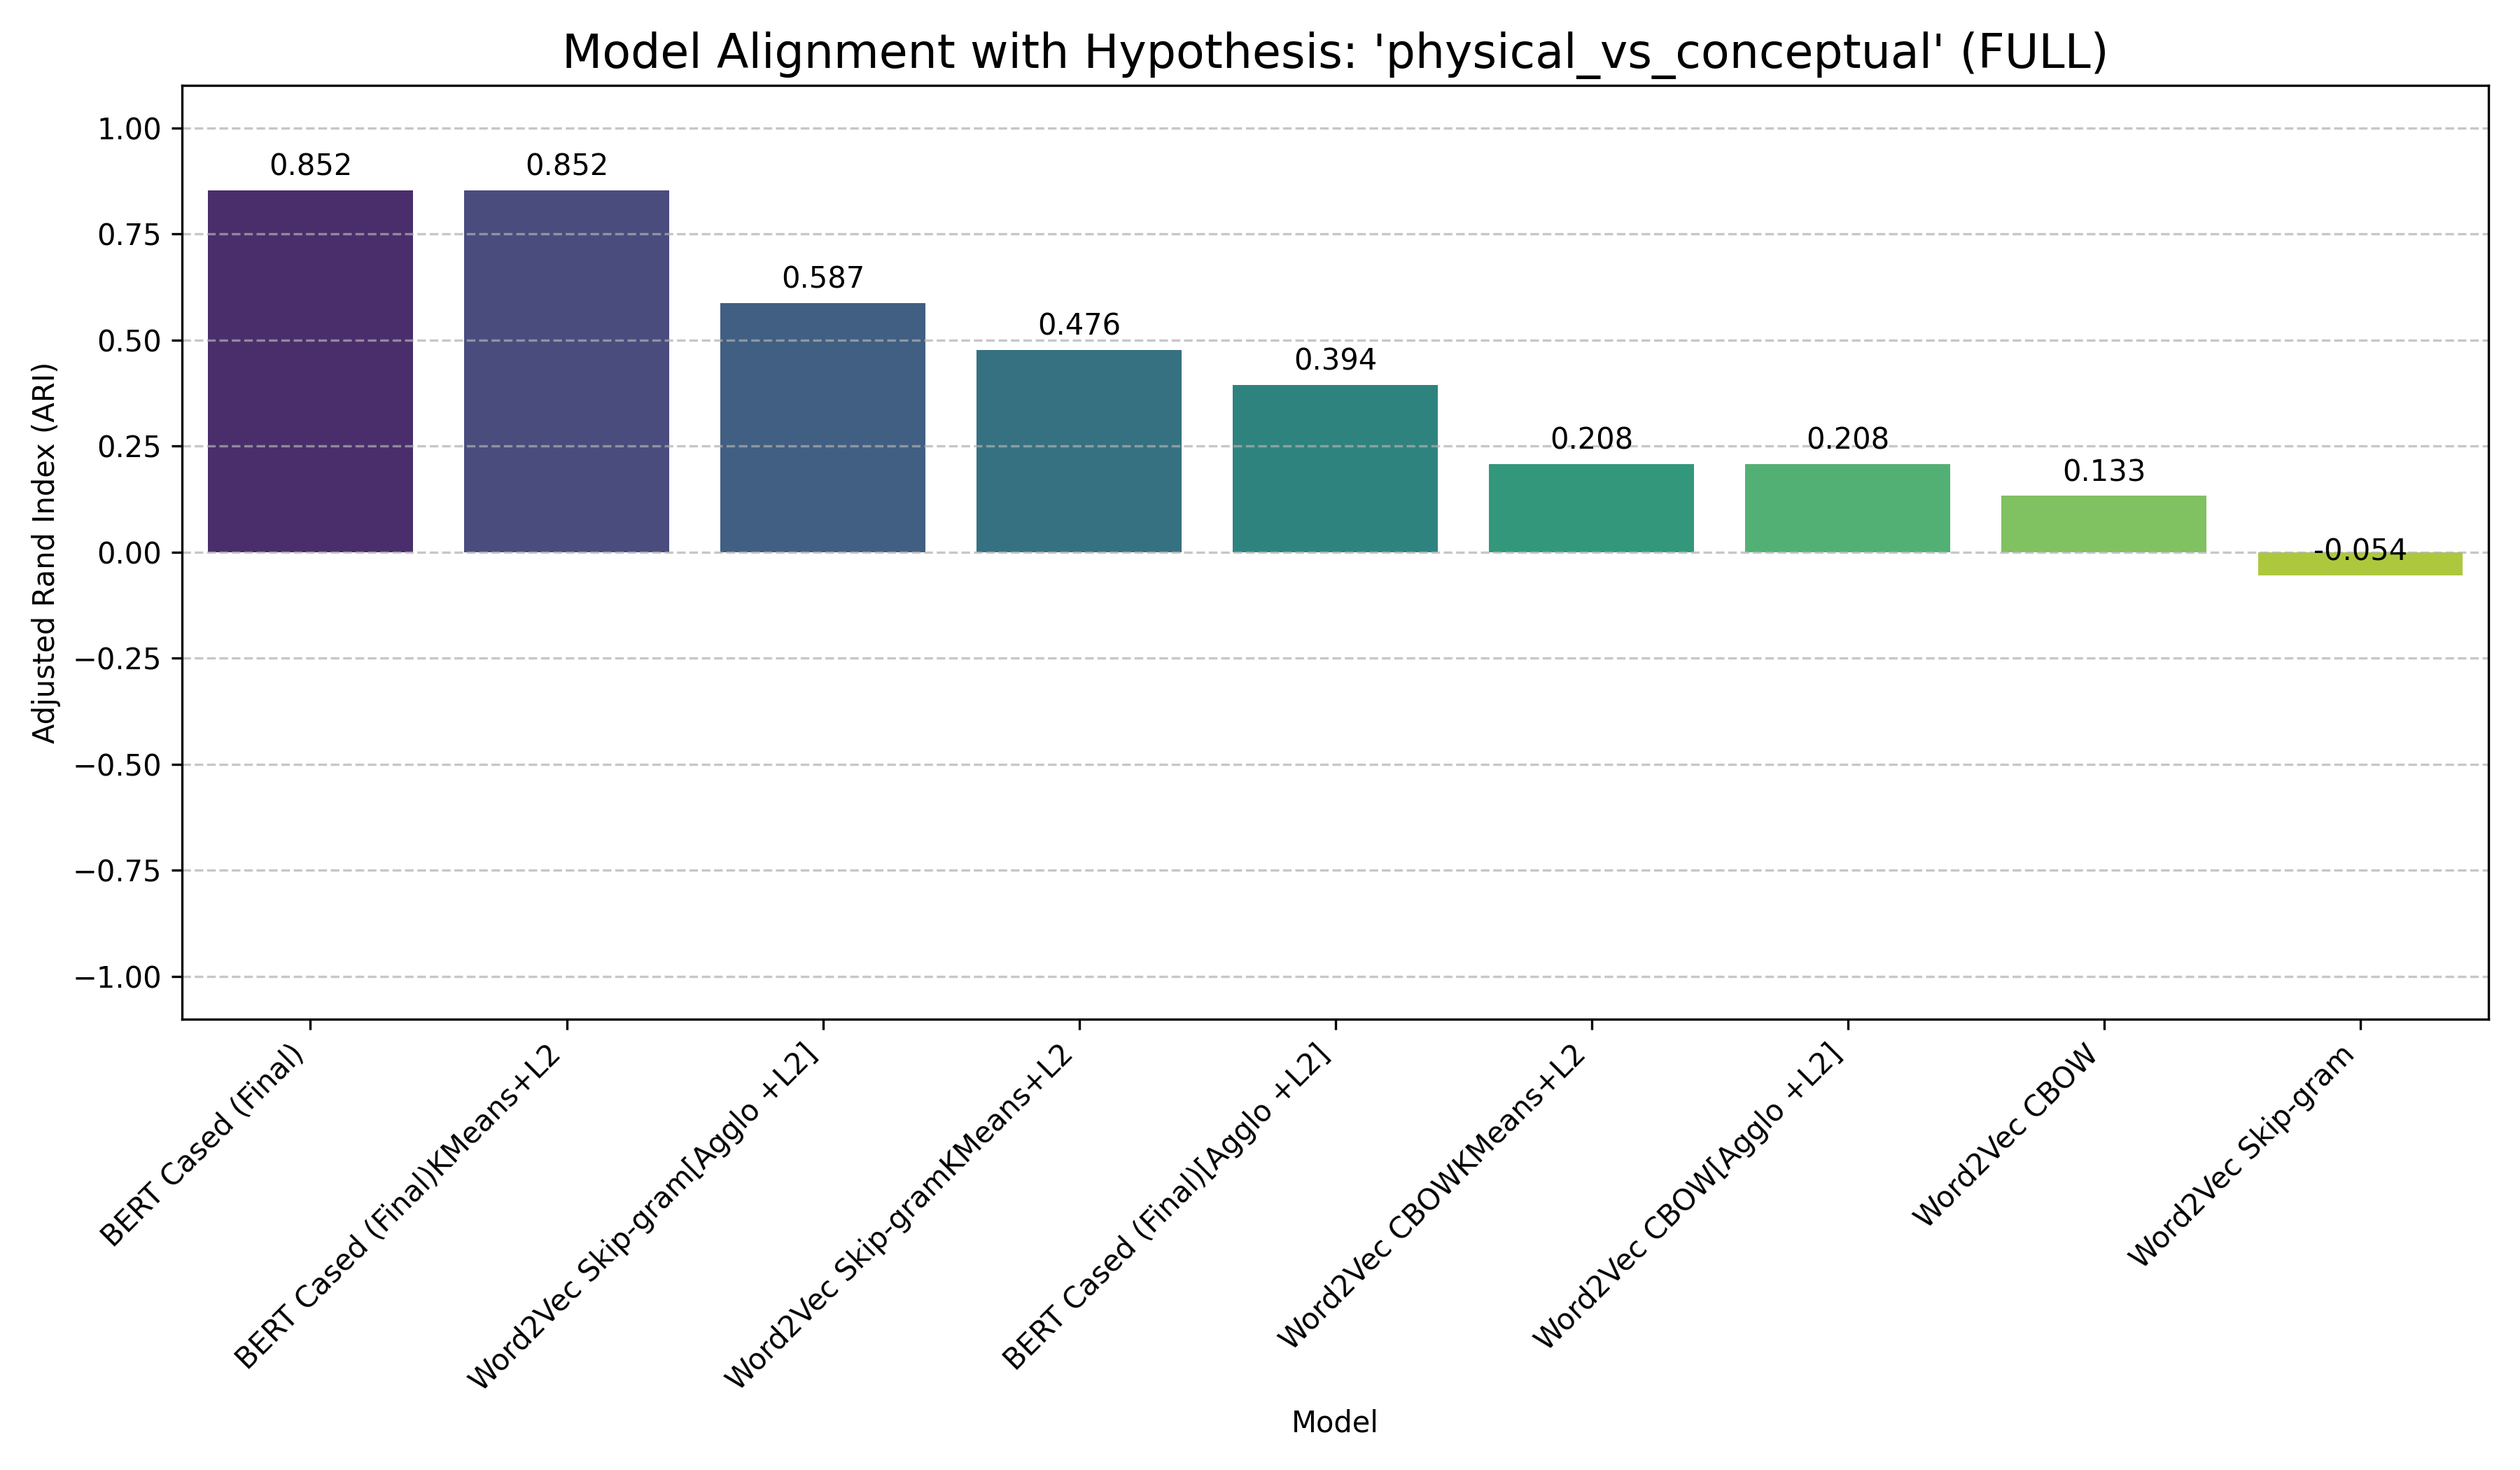 Model Alignment with Hypothesis: 'physical_vs_conceptual' (FULL)
Adjusted Rand Index (ARI)
1.00
0.75
0.50
0.25
0.00
−0.25
−0.50
−0.75
−1.00
0.852
0.852
0.587
0.476
0.394
0.208
0.208
0.133
-0.054
BERT Cased (Final)
BERT Cased (Final)KMeans+L2
Word2Vec Skip-gram[Agglo +L2]
Word2Vec Skip-gramKMeans+L2
BERT Cased (Final)[Agglo +L2]
Word2Vec CBOWKMeans+L2
Word2Vec CBOW[Agglo +L2]
Word2Vec CBOW
Word2Vec Skip-gram
Model